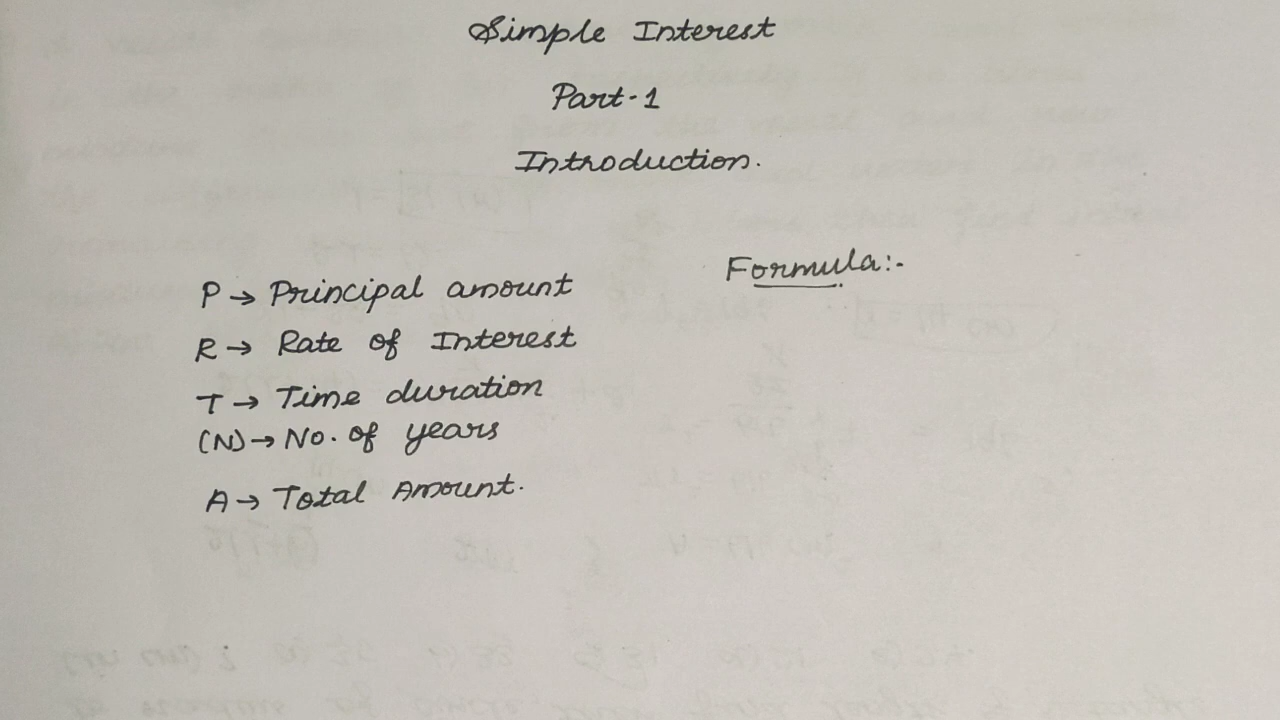 Simple Interest
Part-1
Introduction.
Formula:-
P → Principal amount
R → Rate of Interest
T → Time duration
(N) → No. of years
A → Total Amount.